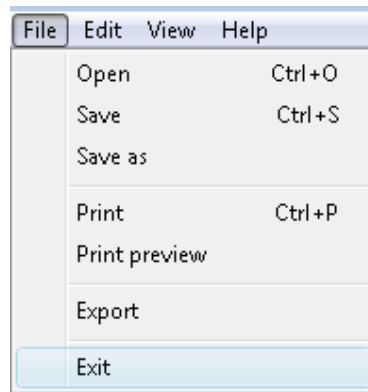 File Edit View Help
Open Ctrl+O
Save Ctrl+S
Save as
Print Ctrl+P
Print preview
Export
Exit